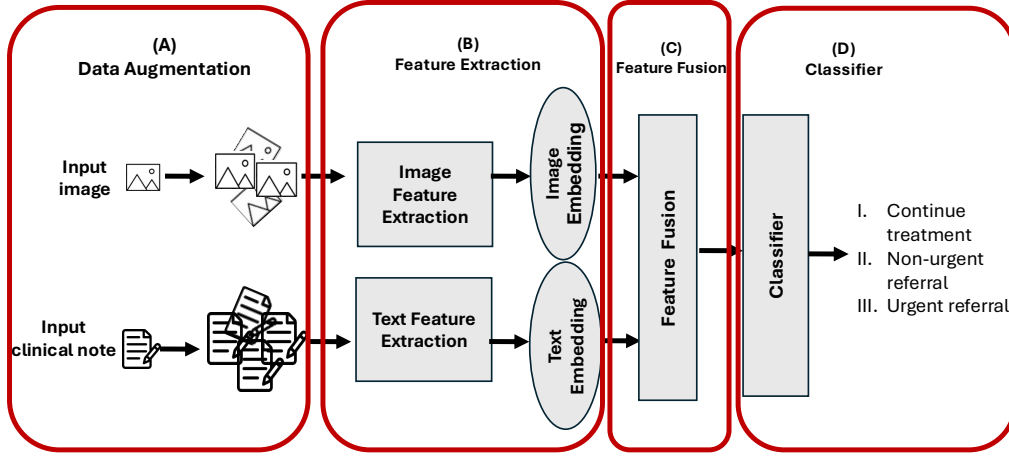 (A)
Data Augmentation
(B)
Feature Extraction
(C)
Feature Fusion
(D)
Classifier
Input
image
Image
Feature
Extraction
Image
Embedding
Input
clinical note
Text Feature
Extraction
Text
Embedding
Feature Fusion
Classifier
I. Continue
treatment
II. Non-urgent
referral
III. Urgent referral